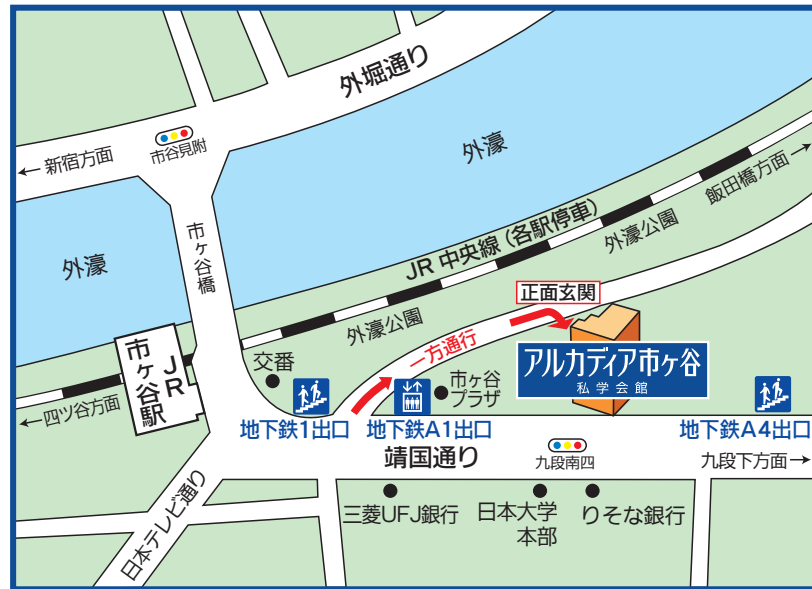 外堀通り
←新宿方面
市谷見附
外濠
外濠
市ヶ谷橋
JR 中央線（各駅停車）
外濠公園
飯田橋方面→
外濠公園
正面玄関
一方通行
アルカディア市ヶ谷
私学会館
JR
市ヶ谷駅
交番
市ヶ谷
プラザ
←四ツ谷方面
地下鉄1出口
地下鉄A1出口
地下鉄A4出口
靖国通り
九段南四
九段下方面→
日本テレビ通り
三菱UFJ銀行
日本大学
本部
りそな銀行